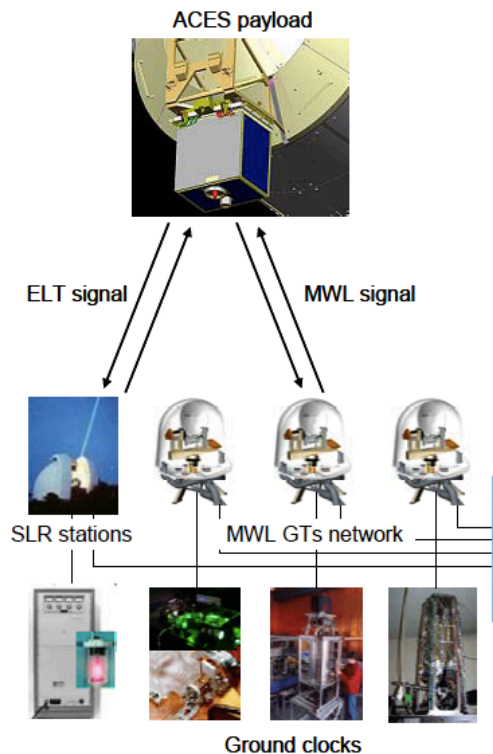 ACES payload
ELT signal
MWL signal
SLR stations
MWL GTs network
Ground clocks